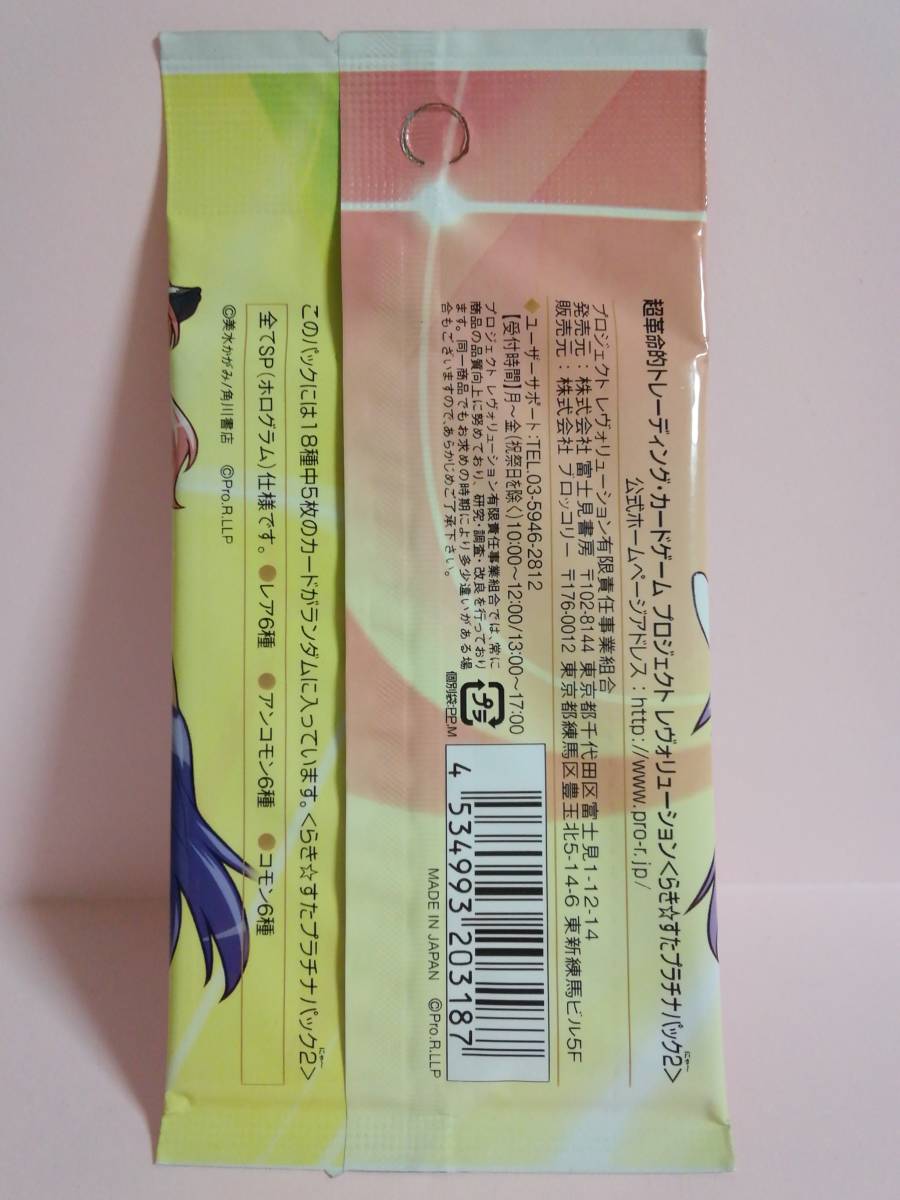 超革命的トレーディング・カードゲーム プロジェクト レヴォリューション<らき☆すたプラチナパック2>
にゃー
公式ホームページアドレス:http://www.pro-r.jp/
プロジェクト レヴォリューション有限責任事業組合
発売元:株式会社 富士見書房 〒102-8144 東京都千代田区富士見1-12-14
販売元:株式会社 ブロッコリー 〒176-0012 東京都練馬区豊玉北5-14-6 東新練馬ビル5F
◆ユーザーサポート:TEL.03-5946-2812
【受付時間】月〜金(祝祭日を除く)10:00〜12:00/13:00〜17:00
プロジェクト レヴォリューション有限責任事業組合では、常に
商品の品質向上に努めており、研究・調査・改良を行っており
ます。同一商品でもお求めの時期により多少違いがある場
合もございますので、あらかじめご了承下さい。
プラ
個別袋:PP,M
4 534993 203187
MADE IN JAPAN ©Pro.R.LLP
このパックには18種中5枚のカードがランダムに入っています。<らき☆すたプラチナパック2>
にゃー
全てSP(ホログラム)仕様です。 ●レア6種 ●アンコモン6種 ●コモン6種
©美水かがみ/角川書店 ©Pro.R.LLP